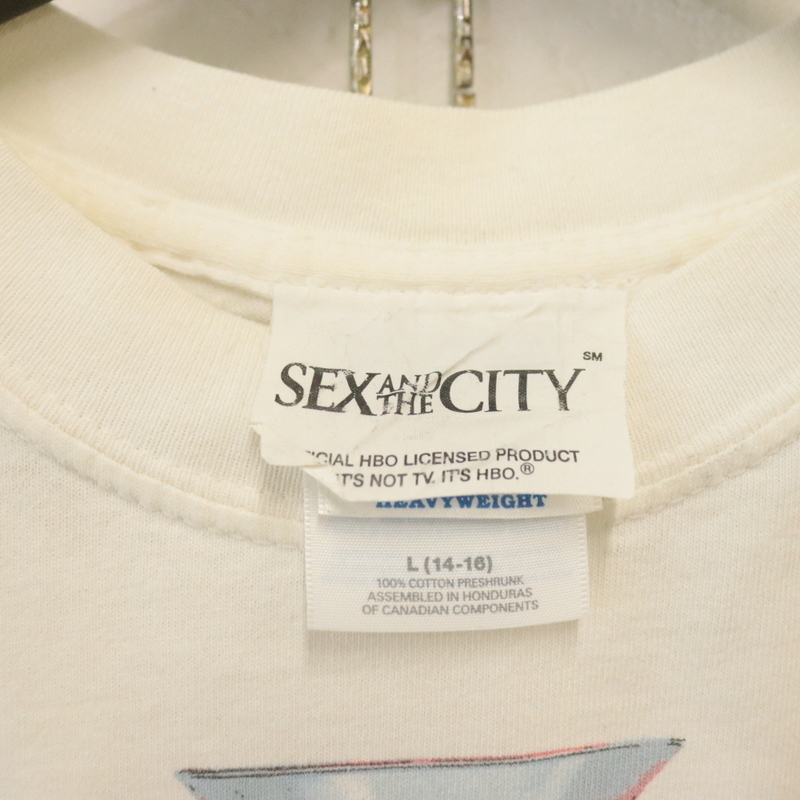 SEX AND THE CITY SM
CIAL HBO LICENSED PRODUCT
IT'S NOT TV. IT'S HBO.®
HEAVYWEIGHT
L (14-16)
100% COTTON PRESHRUNK
ASSEMBLED IN HONDURAS
OF CANADIAN COMPONENTS